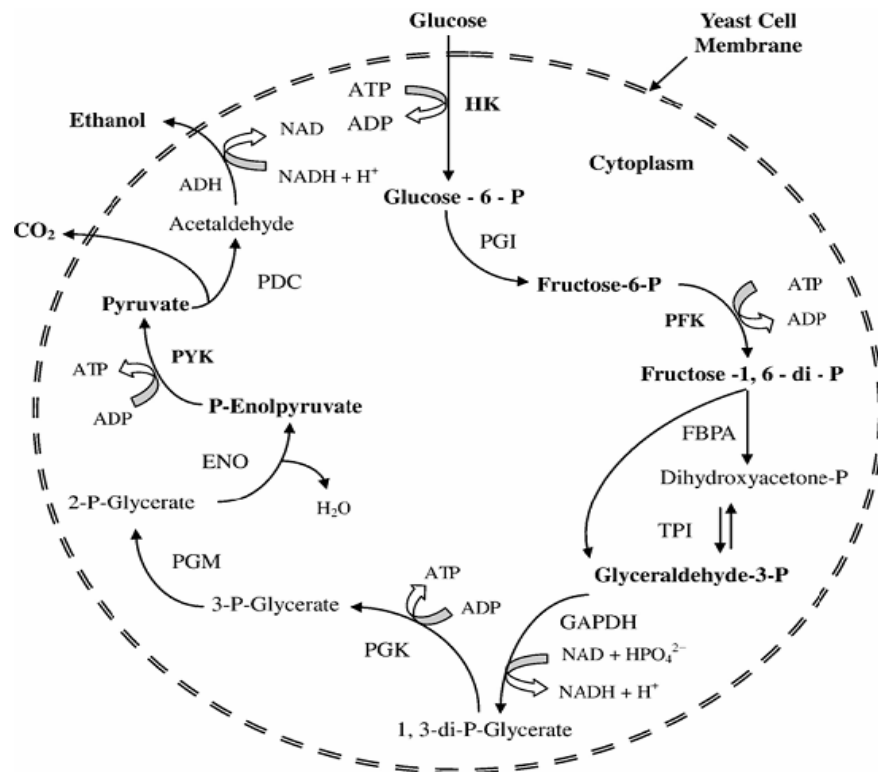 Glucose
Yeast Cell
Membrane
ATP
HK
ADP
Ethanol
NAD
NADH + H⁺
ADH
Cytoplasm
Glucose - 6 - P
Acetaldehyde
CO₂
PGI
PDC
Fructose-6-P
ATP
Pyruvate
PFK
ADP
PYK
ATP
Fructose -1, 6 - di - P
P-Enolpyruvate
ADP
FBPA
ENO
Dihydroxyacetone-P
2-P-Glycerate
H₂O
TPI
PGM
ATP
Glyceraldehyde-3-P
3-P-Glycerate
ADP
GAPDH
PGK
NAD + HPO₄²⁻
NADH + H⁺
1, 3-di-P-Glycerate